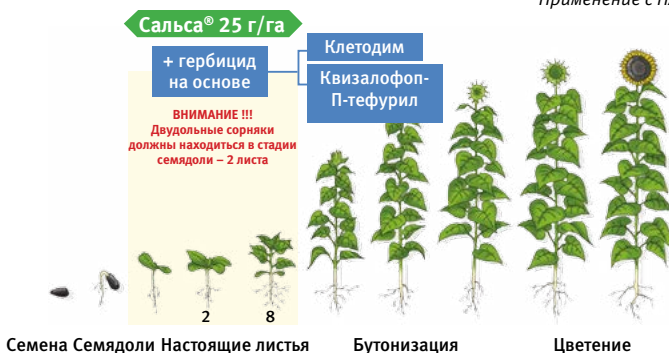 Применение с
Сальса® 25 г/га
+ гербицид
на основе
Клетодим
Квизалофоп-
П-тефурил
ВНИМАНИЕ !!!
Двудольные сорняки
должны находиться в стадии
семядоли – 2 листа
2 8
Семена Семядоли Настоящие листья Бутонизация Цветение